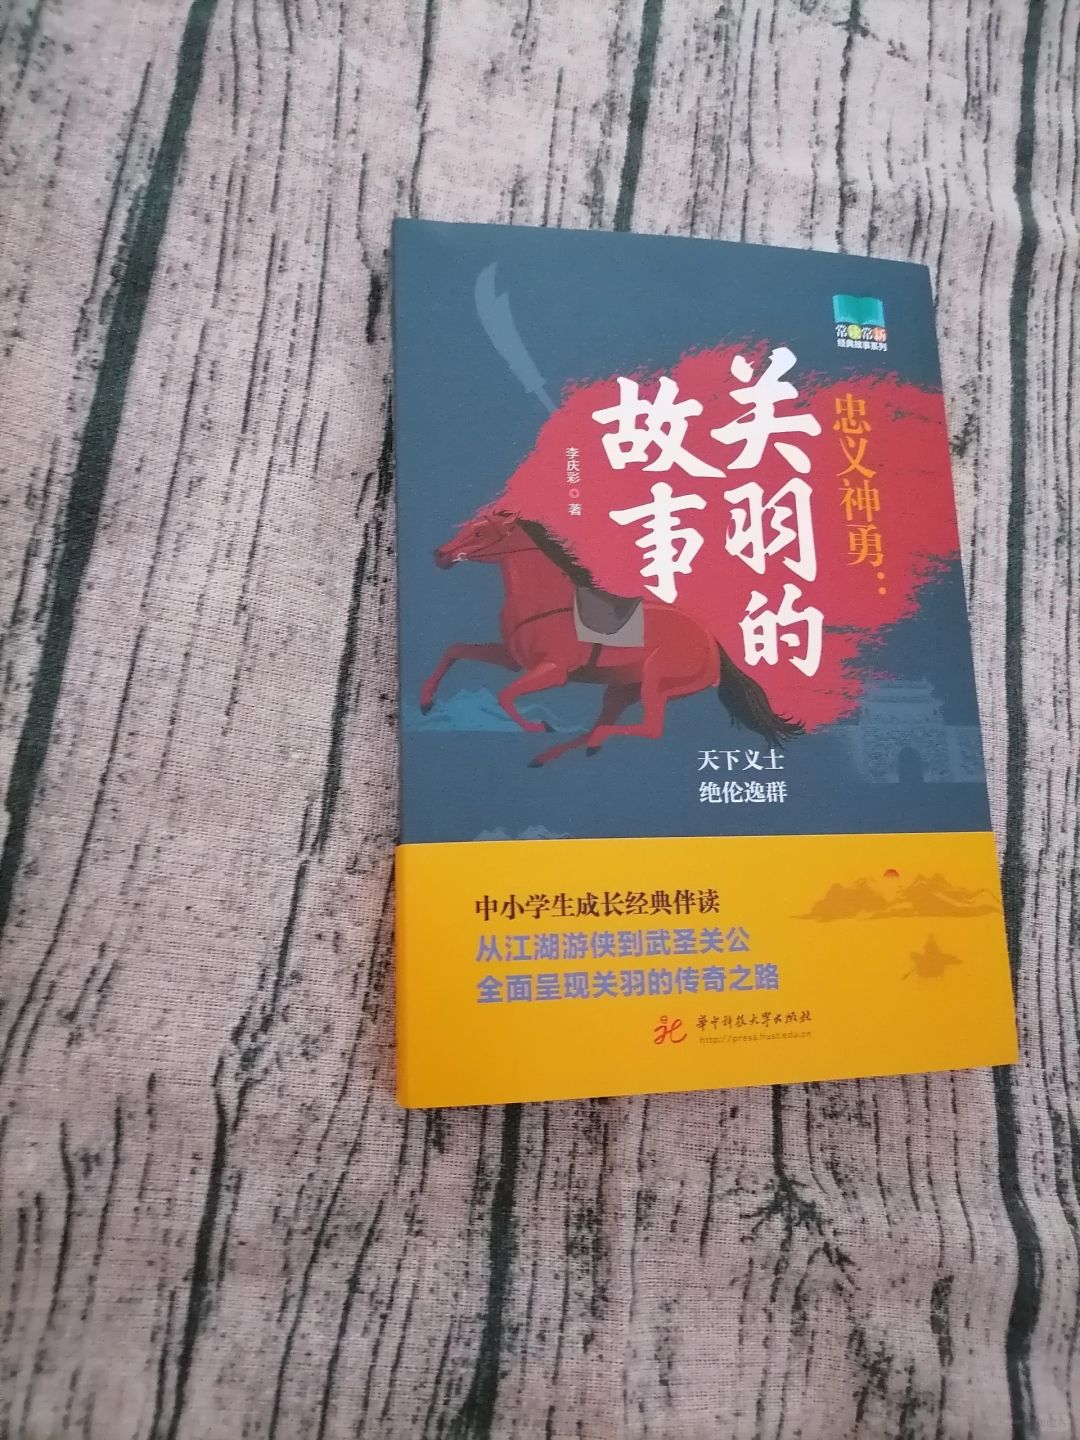 常读常新
经典故事系列
忠义神勇：
关羽的
故事
李庆彩 著
天下义士
绝伦逸群
中小学生成长经典伴读
从江湖游侠到武圣关公
全面呈现关羽的传奇之路
华中科技大学出版社
http://press.hust.edu.cn